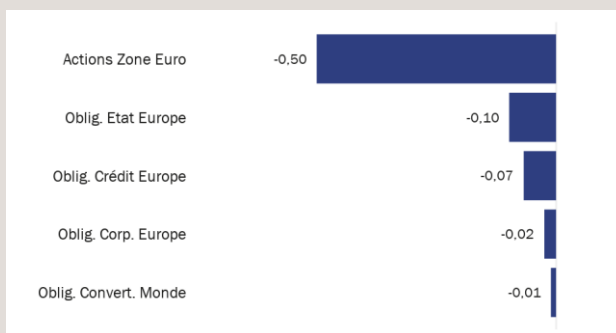 Actions Zone Euro -0,50
Oblig. Etat Europe -0,10
Oblig. Crédit Europe -0,07
Oblig. Corp. Europe -0,02
Oblig. Convert. Monde -0,01